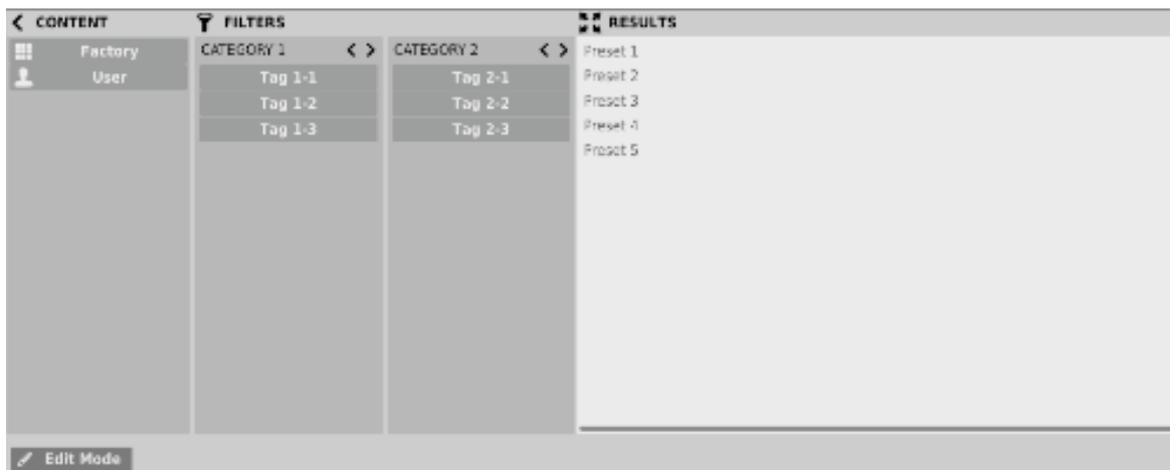 CONTENT
Factory
User
FILTERS
CATEGORY 1
Tag 1-1
Tag 1-2
Tag 1-3
CATEGORY 2
Tag 2-1
Tag 2-2
Tag 2-3
RESULTS
Preset 1
Preset 2
Preset 3
Preset 4
Preset 5
Edit Mode